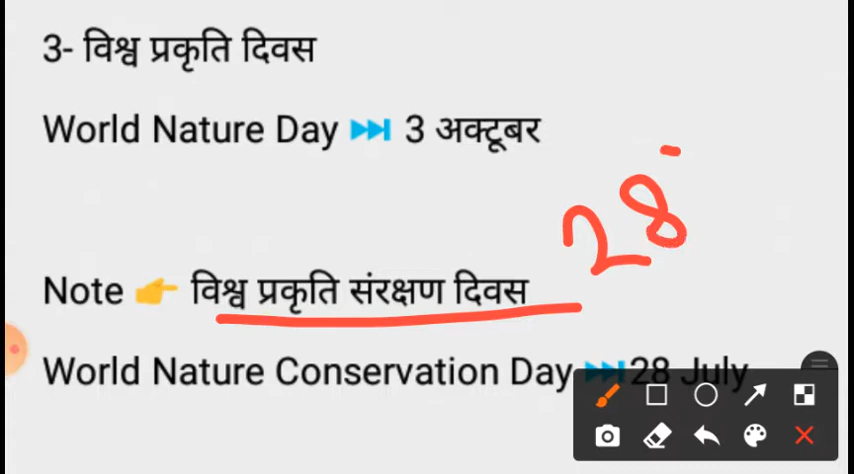 3- विश्व प्रकृति दिवस
World Nature Day ⏭ 3 अक्टूबर
28
Note 👉 विश्व प्रकृति संरक्षण दिवस
World Nature Conservation Day ⏭ 28 July